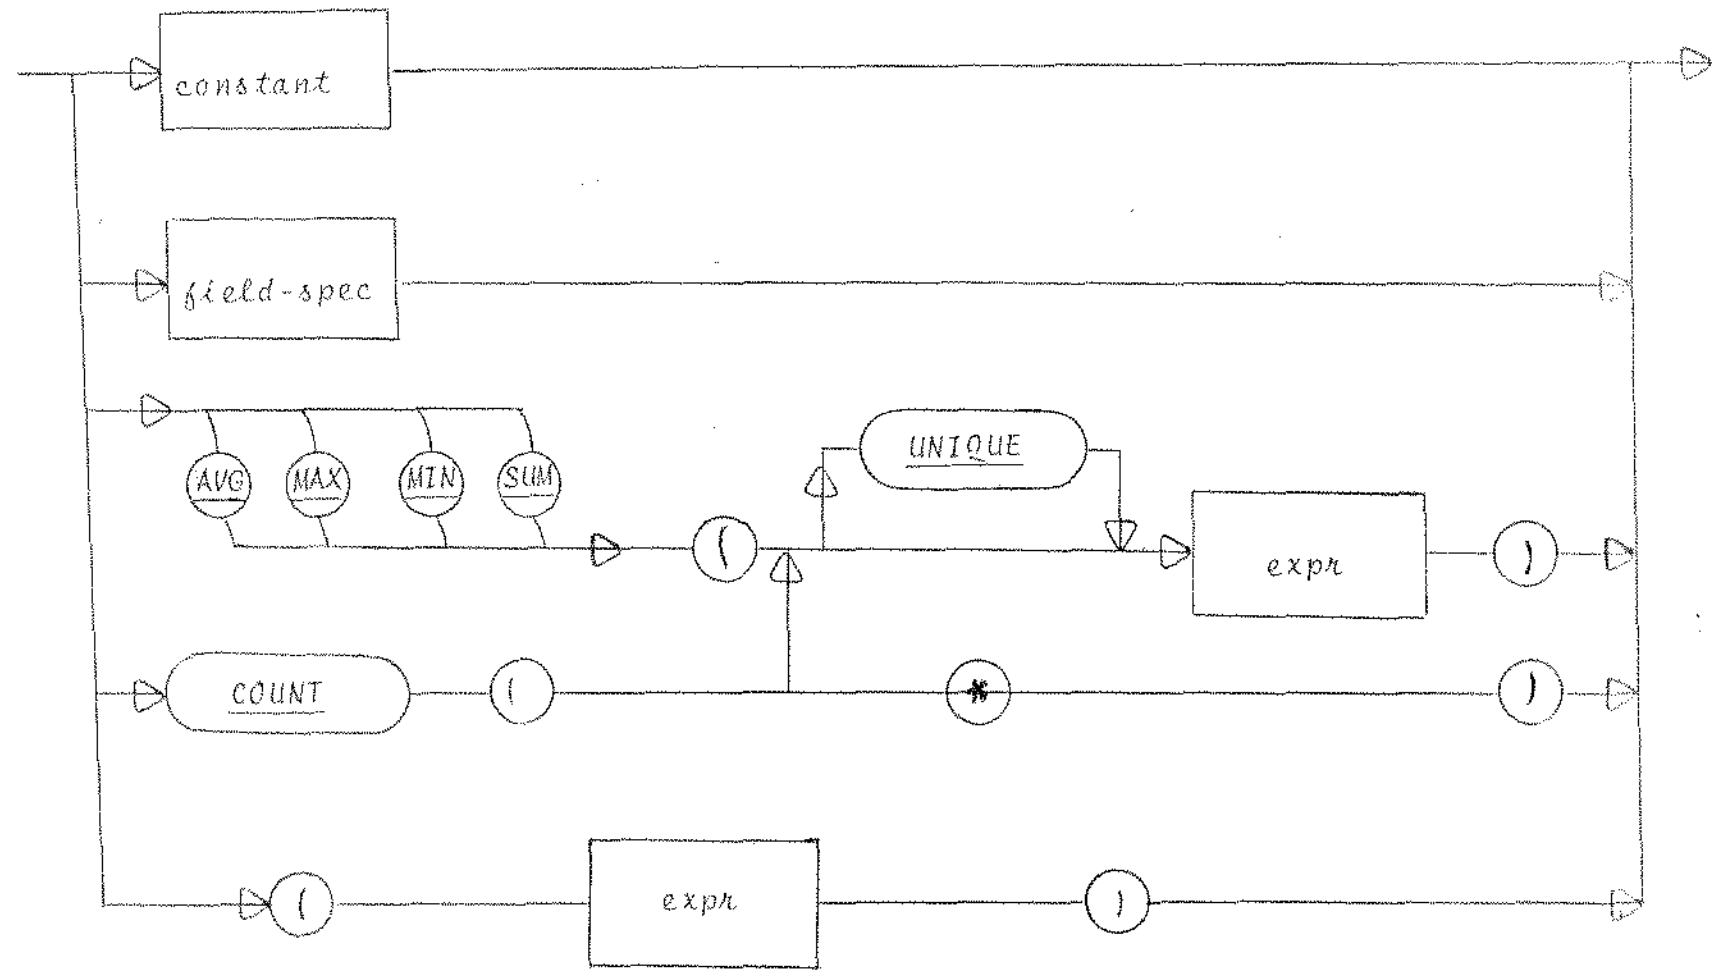 constant
field-spec
AVG MAX MIN SUM
UNIQUE
( expr )
COUNT ( * )
( expr )